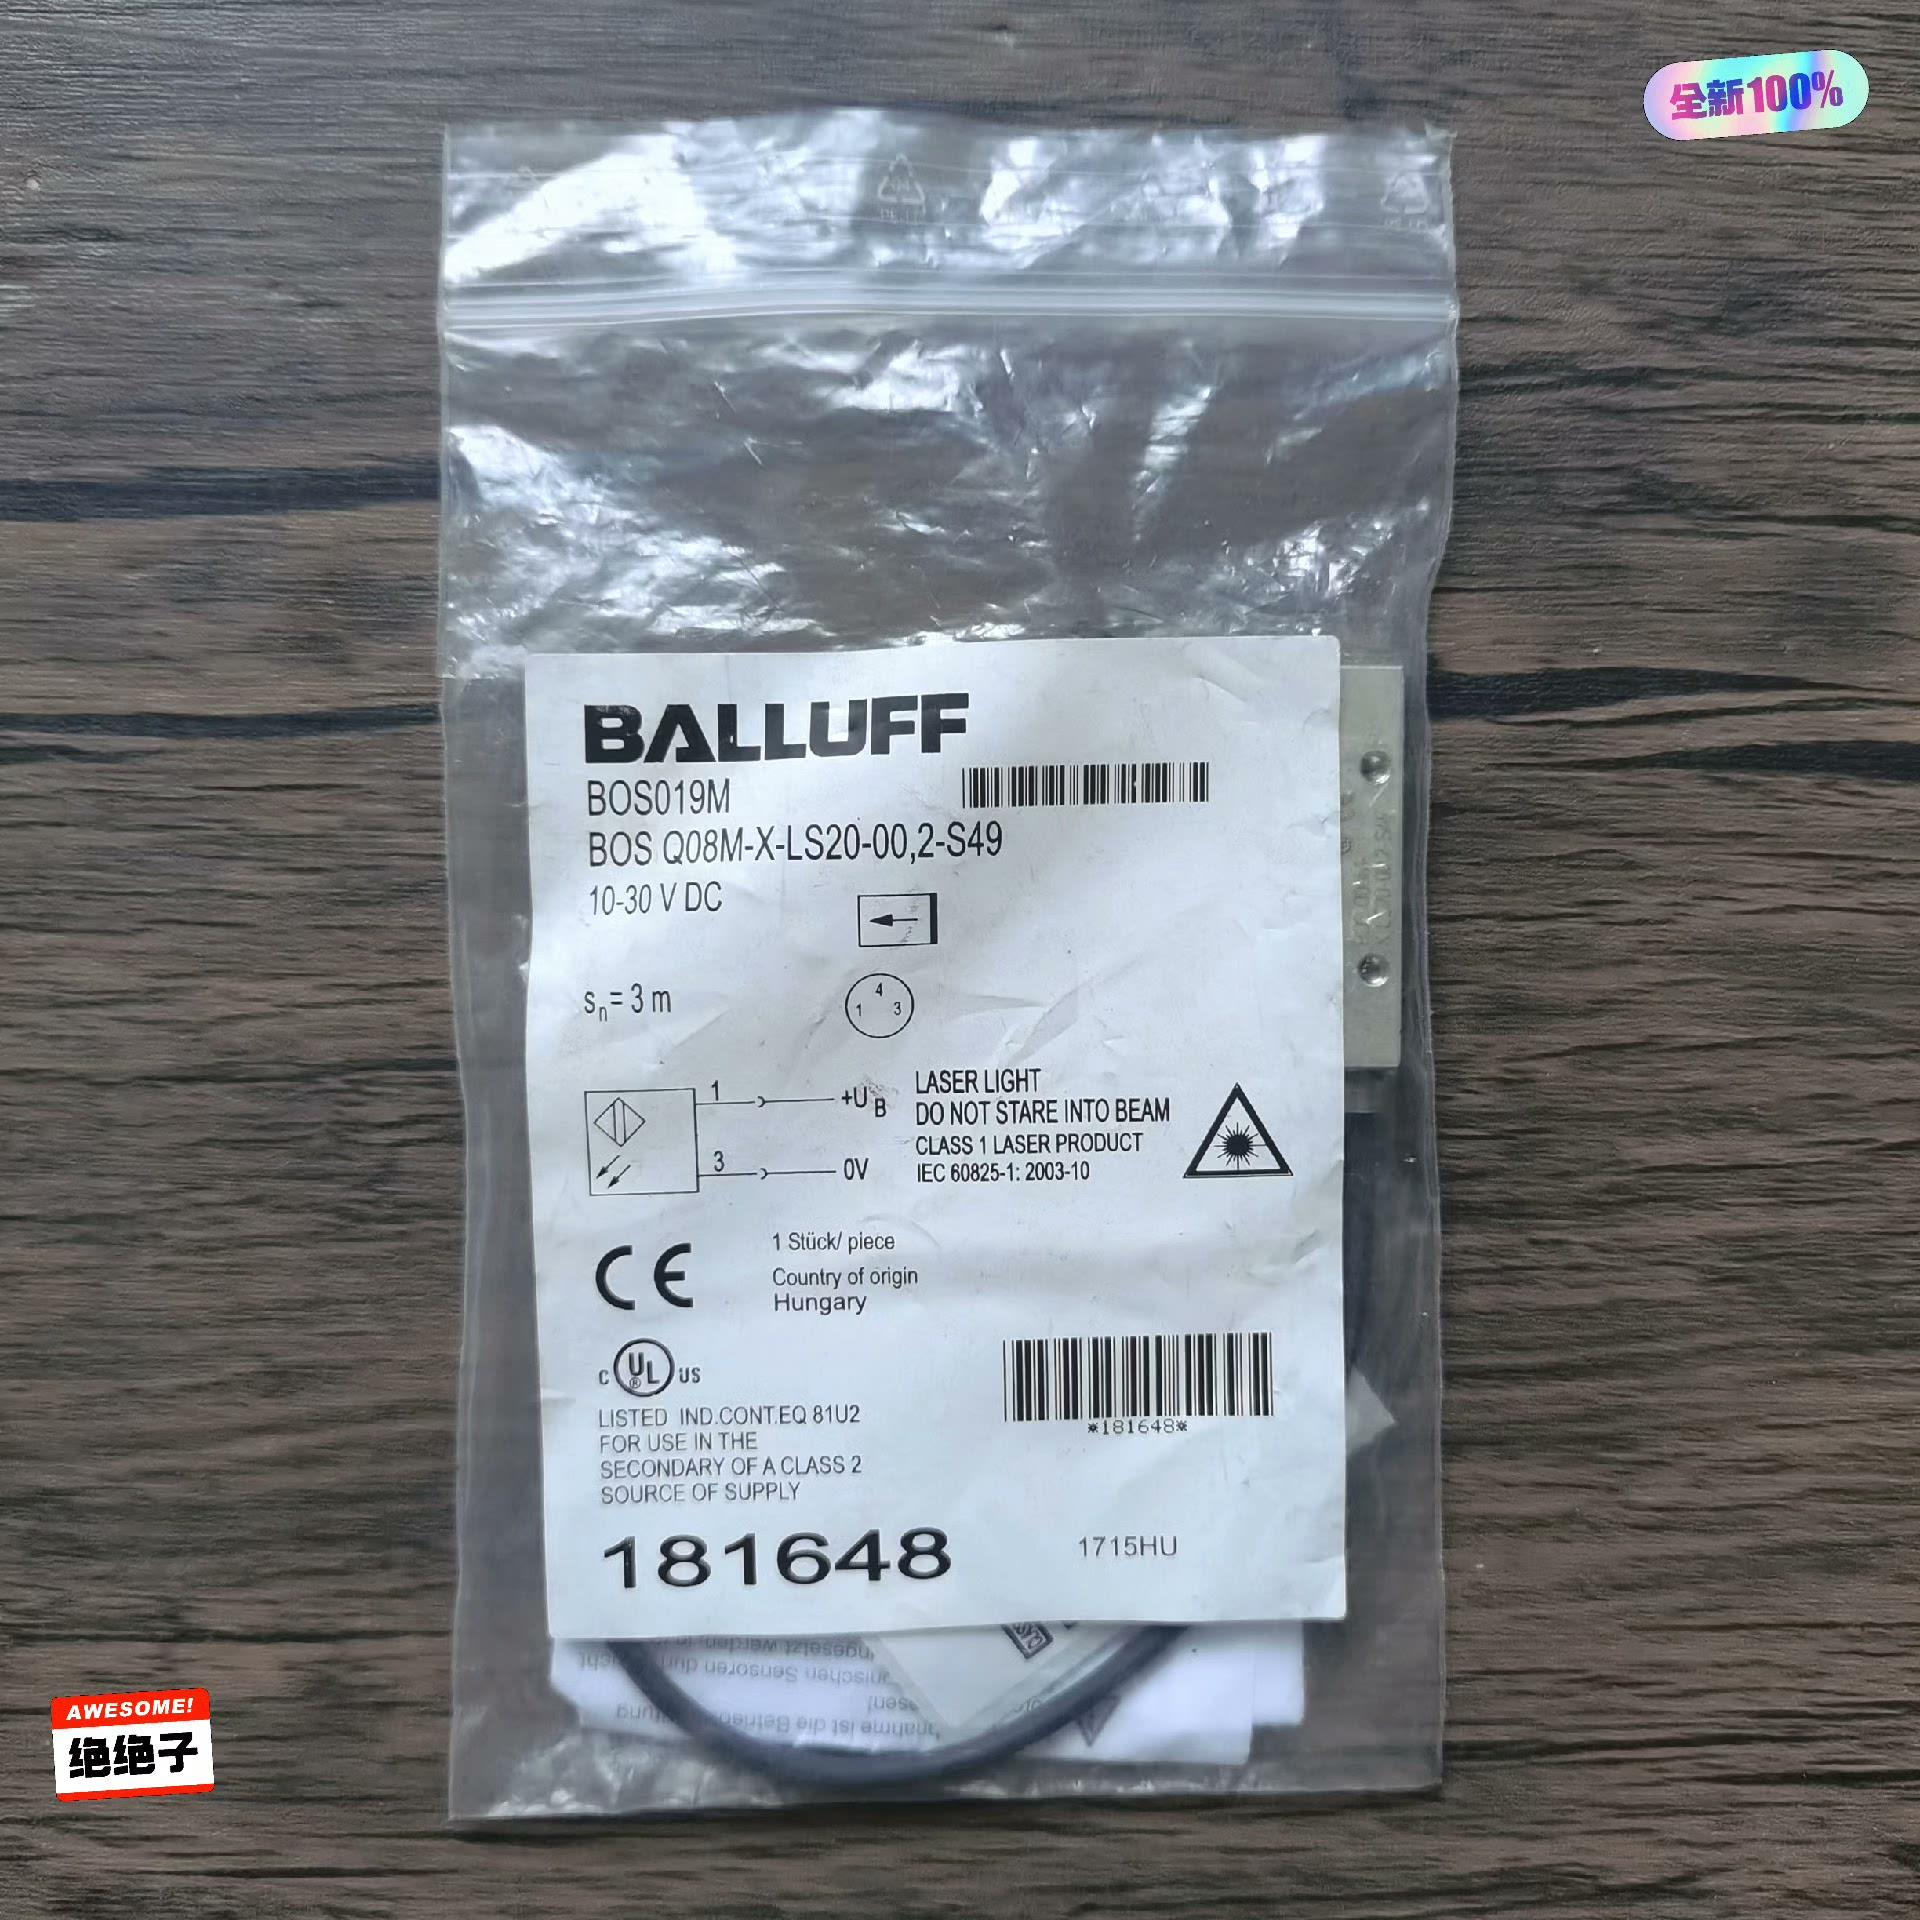 全新100%
BALLUFF
BOS019M
BOS Q08M-X-LS20-00,2-S49
10-30 V DC
sn= 3 m
4
1 3
1 +UB
3 0V
LASER LIGHT
DO NOT STARE INTO BEAM
CLASS 1 LASER PRODUCT
IEC 60825-1: 2003-10
CE
1 Stück/ piece
Country of origin
Hungary
C UL ® US
LISTED IND.CONT.EQ 81U2
FOR USE IN THE
SECONDARY OF A CLASS 2
SOURCE OF SUPPLY
*181648*
181648
1715HU
Sensoren
ist die
AWESOME!
绝绝子